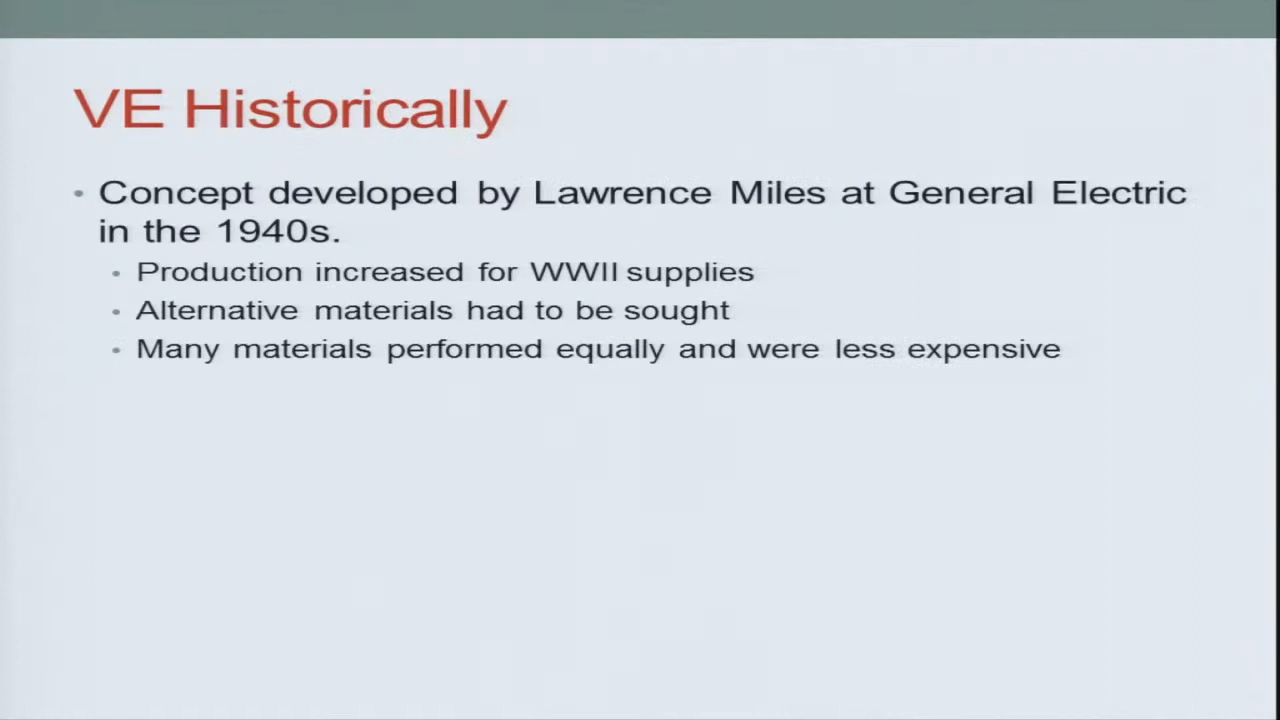 VE Historically
• Concept developed by Lawrence Miles at General Electric
in the 1940s.
• Production increased for WWII supplies
• Alternative materials had to be sought
• Many materials performed equally and were less expensive